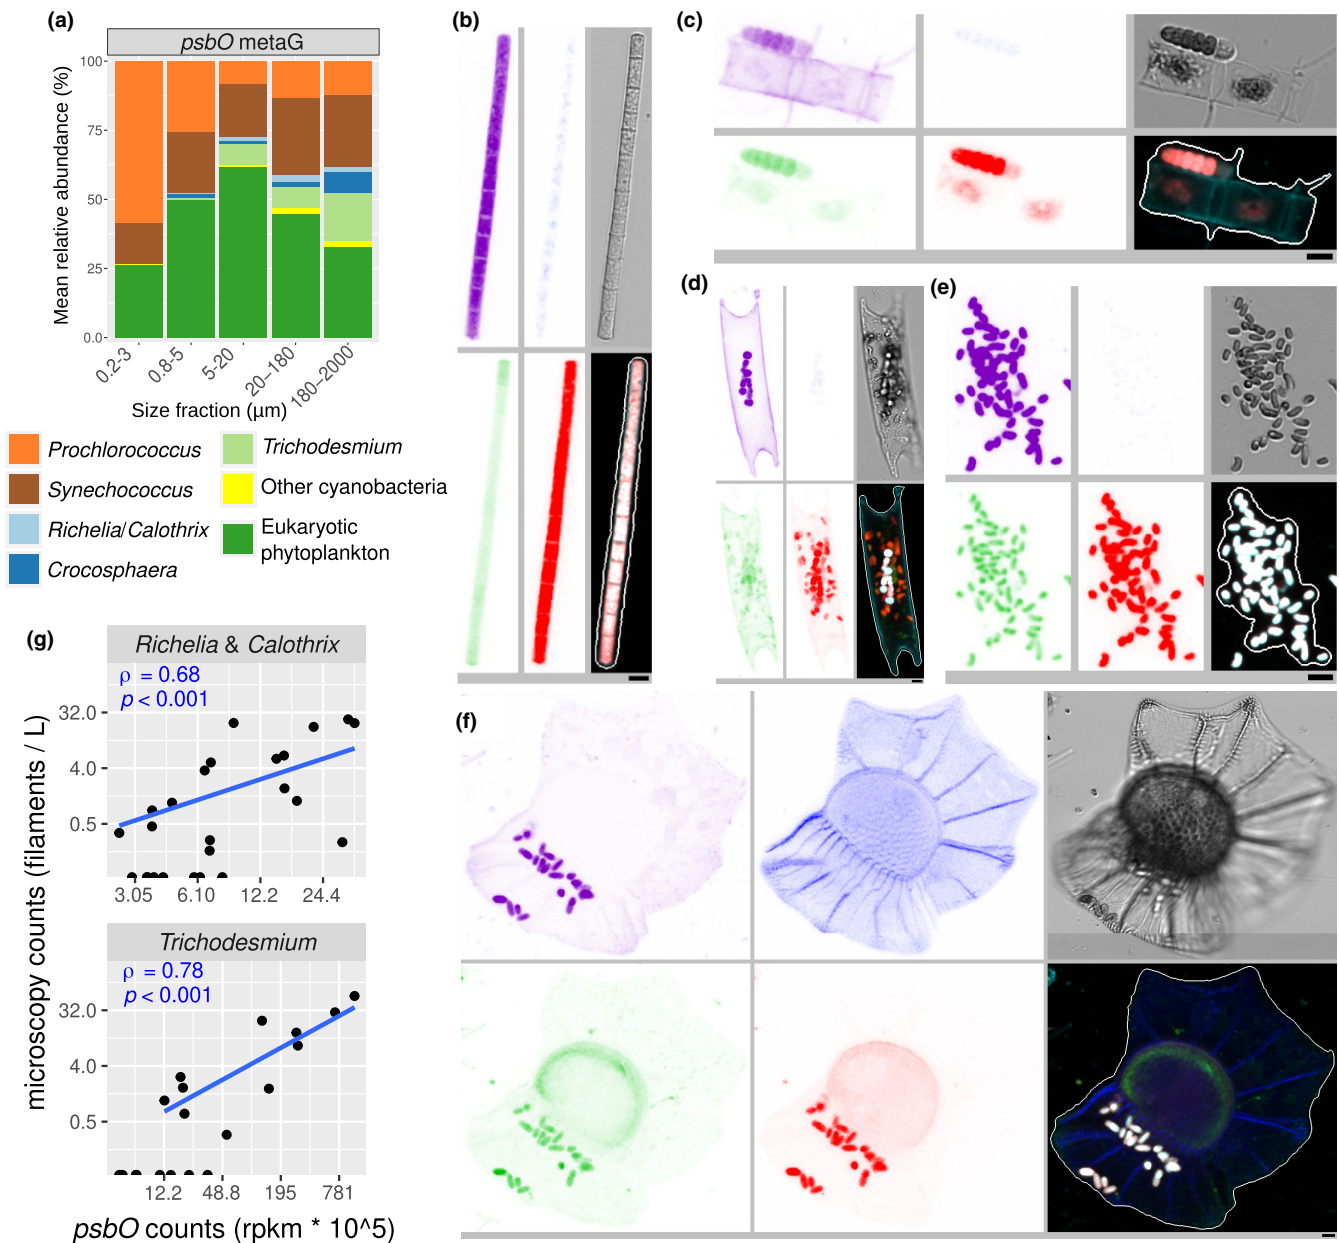 (a)
psbO metaG
Mean relative abundance (%)
100
75
50
25
0.0
0.2-3
0.8-5
5-20
20–180
180–2000
Size fraction (µm)
Prochlorococcus
Synechococcus
Richelia/Calothrix
Crocosphaera
Trichodesmium
Other cyanobacteria
Eukaryotic
phytoplankton
(b)
(c)
(d)
(e)
(f)
(g)
microscopy counts (filaments / L)
Richelia & Calothrix
ρ = 0.68
p < 0.001
32.0
4.0
0.5
3.05
6.10
12.2
24.4
Trichodesmium
ρ = 0.78
p < 0.001
32.0
4.0
0.5
12.2
48.8
195
781
psbO counts (rpkm * 10^5)